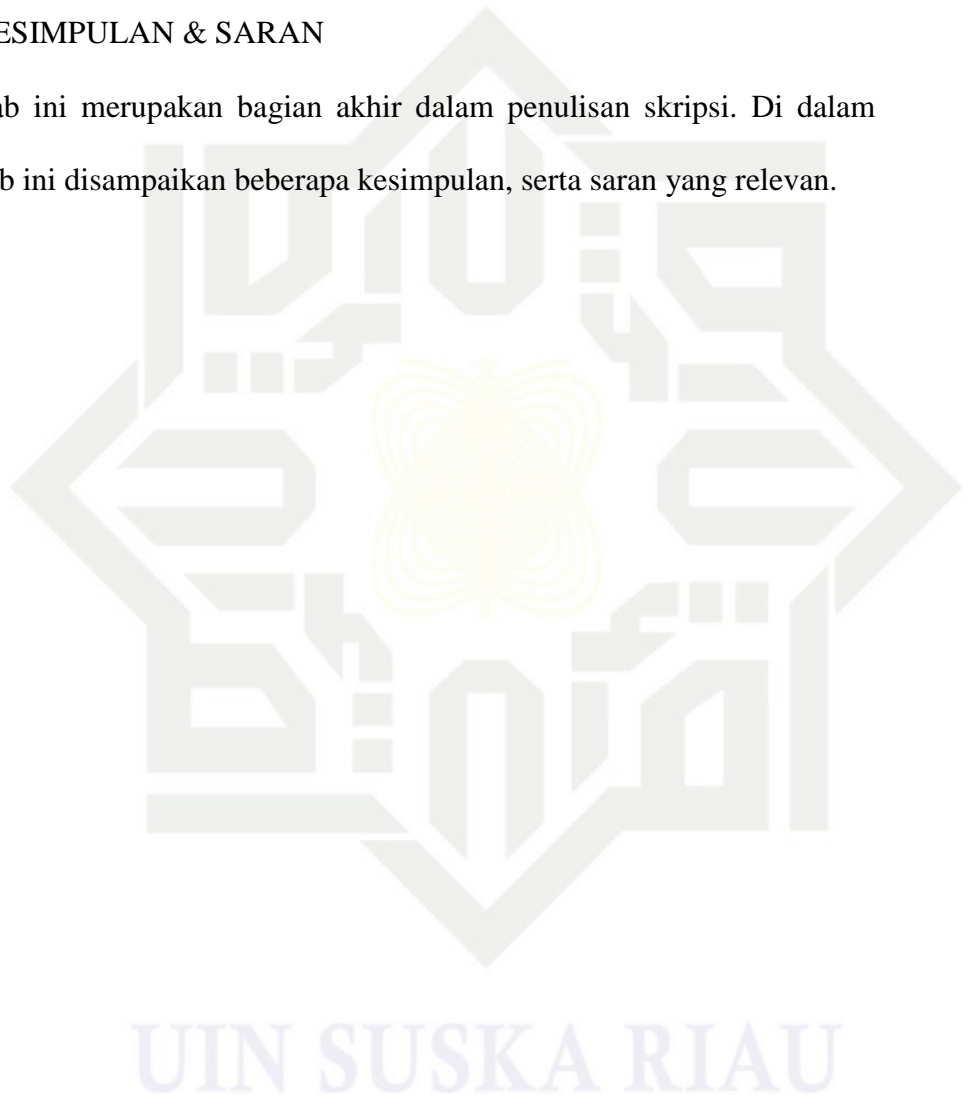 ESIMPULAN & SARAN
ab ini merupakan bagian akhir dalam penulisan skripsi. Di dalam
b ini disampaikan beberapa kesimpulan, serta saran yang relevan.
UIN SUSKA RIAU